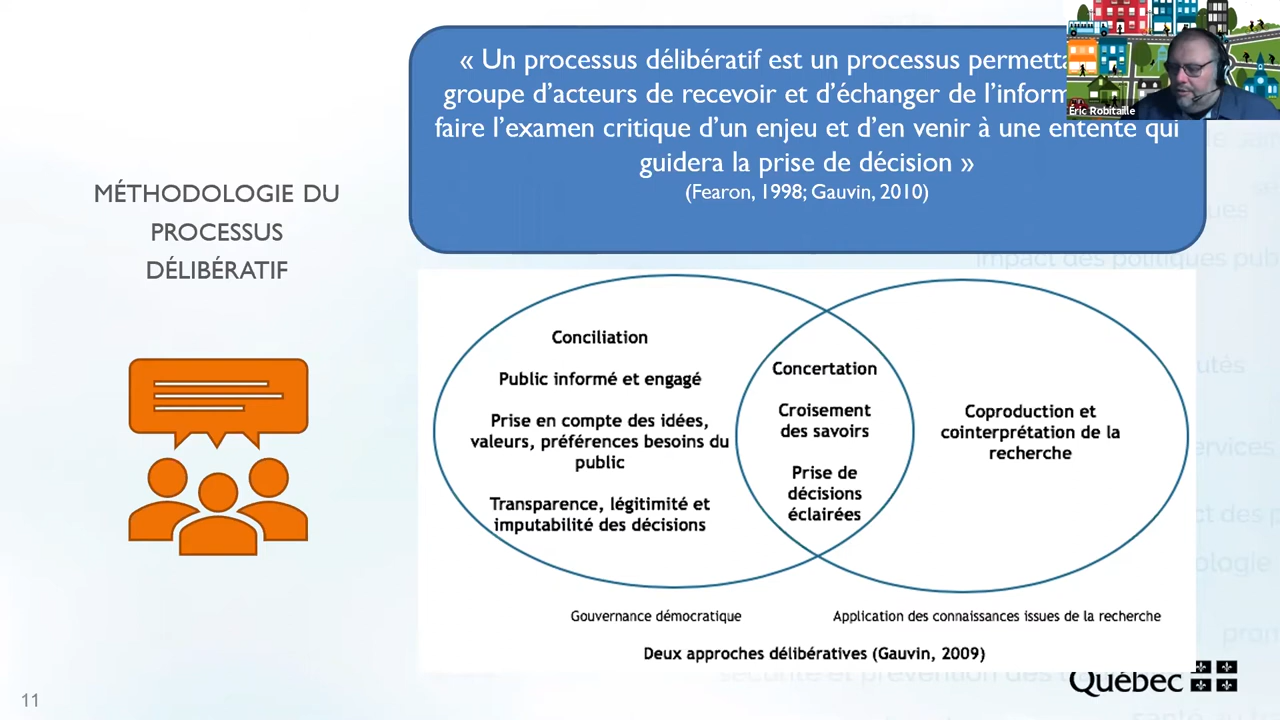 « Un processus délibératif est un processus
groupe d'acteurs de recevoir et d'échanger de
faire l'examen critique d'un enjeu et d'en venir à une entente qui
guidera la prise de décision »
(Fearon, 1998; Gauvin, 2010)
Éric Robitaille
MÉTHODOLOGIE DU
PROCESSUS
DÉLIBÉRATIF
impact des politiques
Conciliation
Public informé et engagé
Prise en compte des idées,
valeurs, préférences besoins du
public
Transparence, légitimité et
imputabilité des décisions
Concertation
Croisement
des savoirs
Prise de
décisions
éclairées
Coproduction et
cointerprétation de la
recherche
Gouvernance démocratique
Application des connaissances issues de la recherche
Deux approches délibératives (Gauvin, 2009)
Québec
11